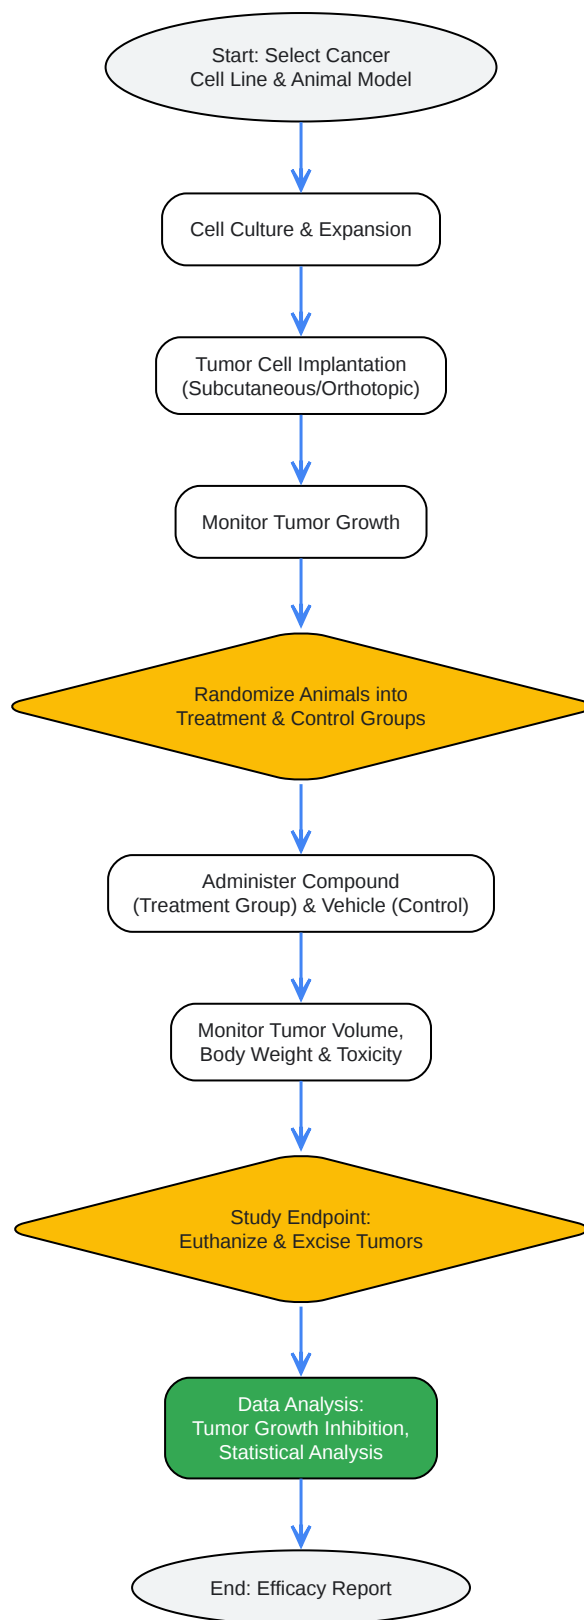 Start: Select Cancer
Cell Line & Animal Model
Cell Culture & Expansion
Tumor Cell Implantation
(Subcutaneous/Orthotopic)
Monitor Tumor Growth
Randomize Animals into
Treatment & Control Groups
Administer Compound
(Treatment Group) & Vehicle (Control)
Monitor Tumor Volume,
Body Weight & Toxicity
Study Endpoint:
Euthanize & Excise Tumors
Data Analysis:
Tumor Growth Inhibition,
Statistical Analysis
End: Efficacy Report